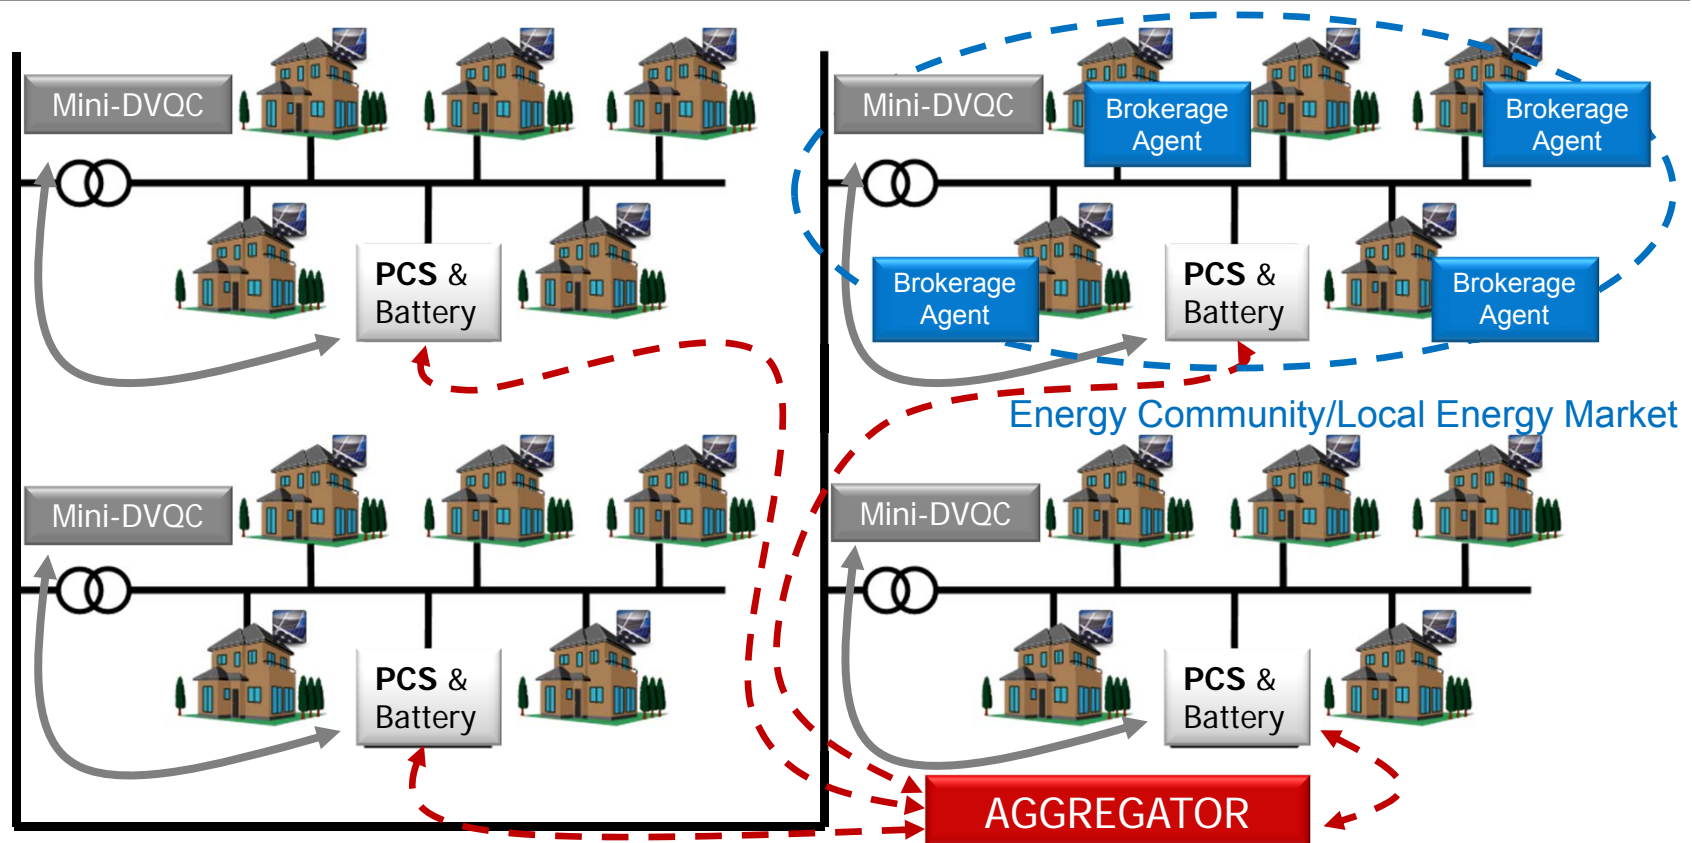 Mini-DVQC
Mini-DVQC
Brokerage
Agent
Brokerage
Agent
PCS &
Battery
Brokerage
Agent
PCS &
Battery
Brokerage
Agent
Energy Community/Local Energy Market
Mini-DVQC
Mini-DVQC
PCS &
Battery
PCS &
Battery
AGGREGATOR